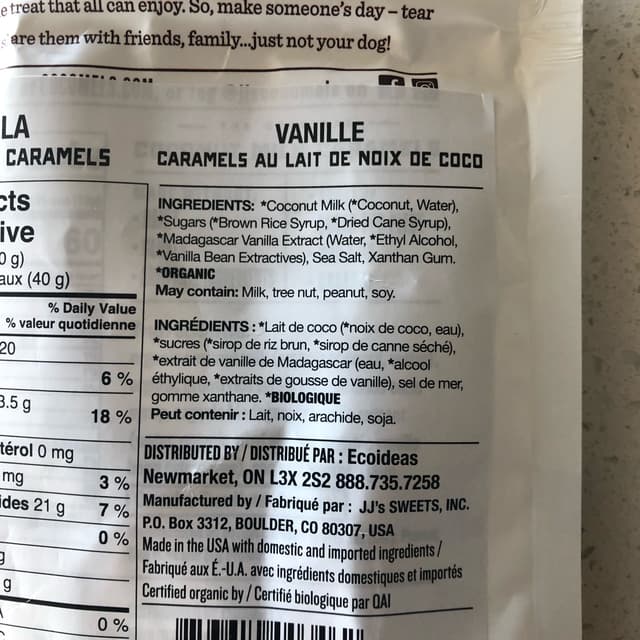 treat that all can enjoy. So, make someone's day – tear
are them with friends, family...just not your dog!
LA
CARAMELS
VANILLE
CARAMELS AU LAIT DE NOIX DE COCO
cts
ive
0 g)
aux (40 g)
% Daily Value
% valeur quotidienne
20
6 %
3.5 g
18 %
térol 0 mg
mg
3 %
ides 21 g
7 %
0 %
g
g
0 %
INGREDIENTS: *Coconut Milk (*Coconut, Water),
*Sugars (*Brown Rice Syrup, *Dried Cane Syrup),
*Madagascar Vanilla Extract (Water, *Ethyl Alcohol,
*Vanilla Bean Extractives), Sea Salt, Xanthan Gum.
*ORGANIC
May contain: Milk, tree nut, peanut, soy.
INGRÉDIENTS : *Lait de coco (*noix de coco, eau),
*sucres (*sirop de riz brun, *sirop de canne séché),
*extrait de vanille de Madagascar (eau, *alcool
éthylique, *extraits de gousse de vanille), sel de mer,
gomme xanthane. *BIOLOGIQUE
Peut contenir : Lait, noix, arachide, soja.
DISTRIBUTED BY / DISTRIBUÉ PAR : Ecoideas
Newmarket, ON L3X 2S2 888.735.7258
Manufactured by / Fabriqué par : JJ's SWEETS, INC.
P.O. Box 3312, BOULDER, CO 80307, USA
Made in the USA with domestic and imported ingredients /
Fabriqué aux É.-U.A. avec ingrédients domestiques et importés
Certified organic by / Certifié biologique par QAI